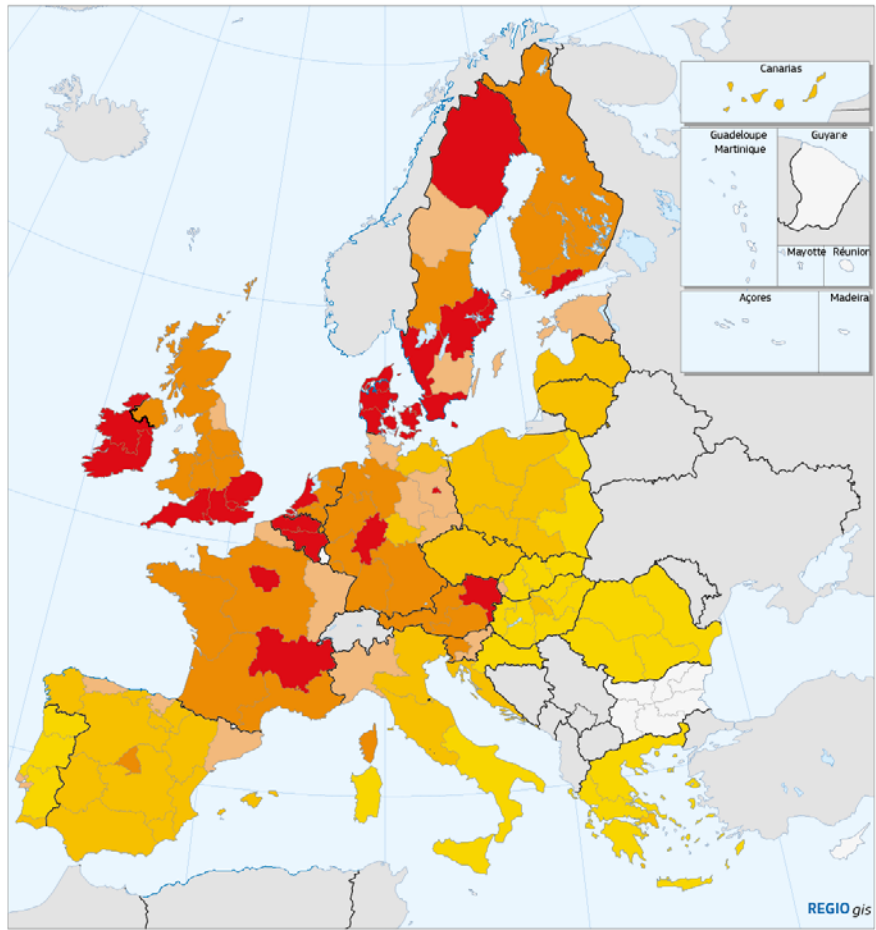 Canarias
Guadeloupe
Martinique
Guyane
Mayotte
Réunion
Açores
Madeira
REGIOgis